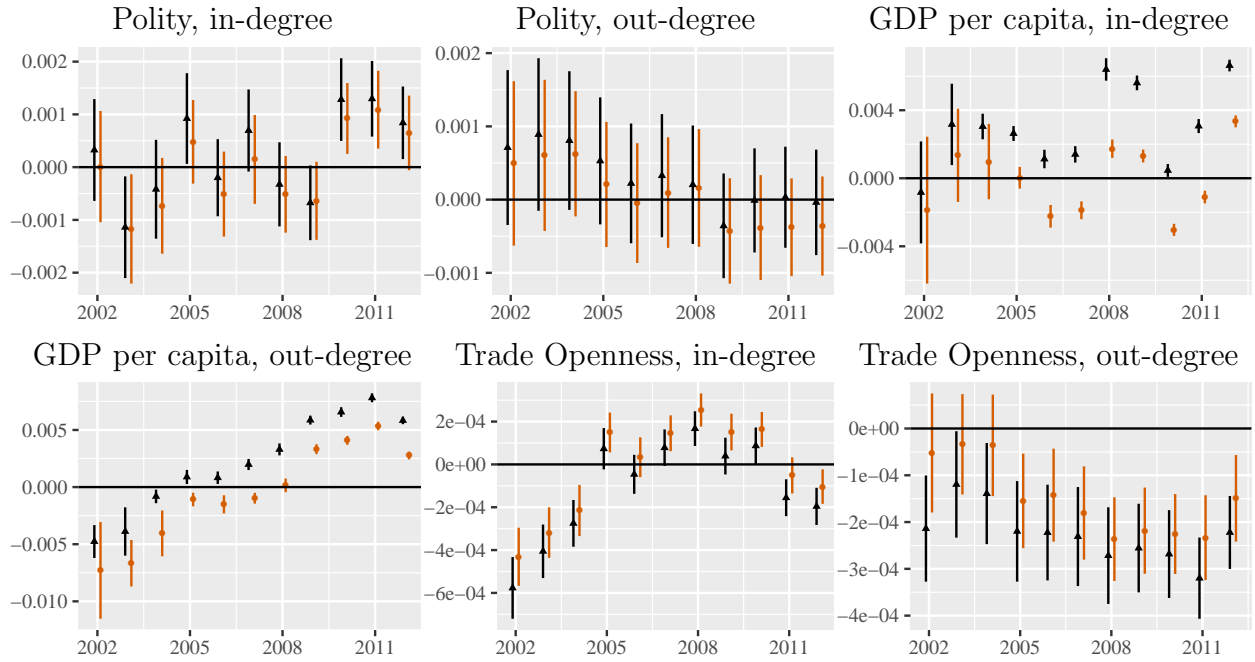 Polity, in-degree
Polity, out-degree
GDP per capita, in-degree
0.002
0.001
0.000
−0.001
−0.002
2002 2005 2008 2011
0.002
0.001
0.000
−0.001
2002 2005 2008 2011
0.004
0.000
−0.004
2002 2005 2008 2011
GDP per capita, out-degree
Trade Openness, in-degree
Trade Openness, out-degree
0.005
0.000
−0.005
−0.010
2002 2005 2008 2011
2e−04
0e+00
−2e−04
−4e−04
−6e−04
2002 2005 2008 2011
0e+00
−1e−04
−2e−04
−3e−04
−4e−04
2002 2005 2008 2011